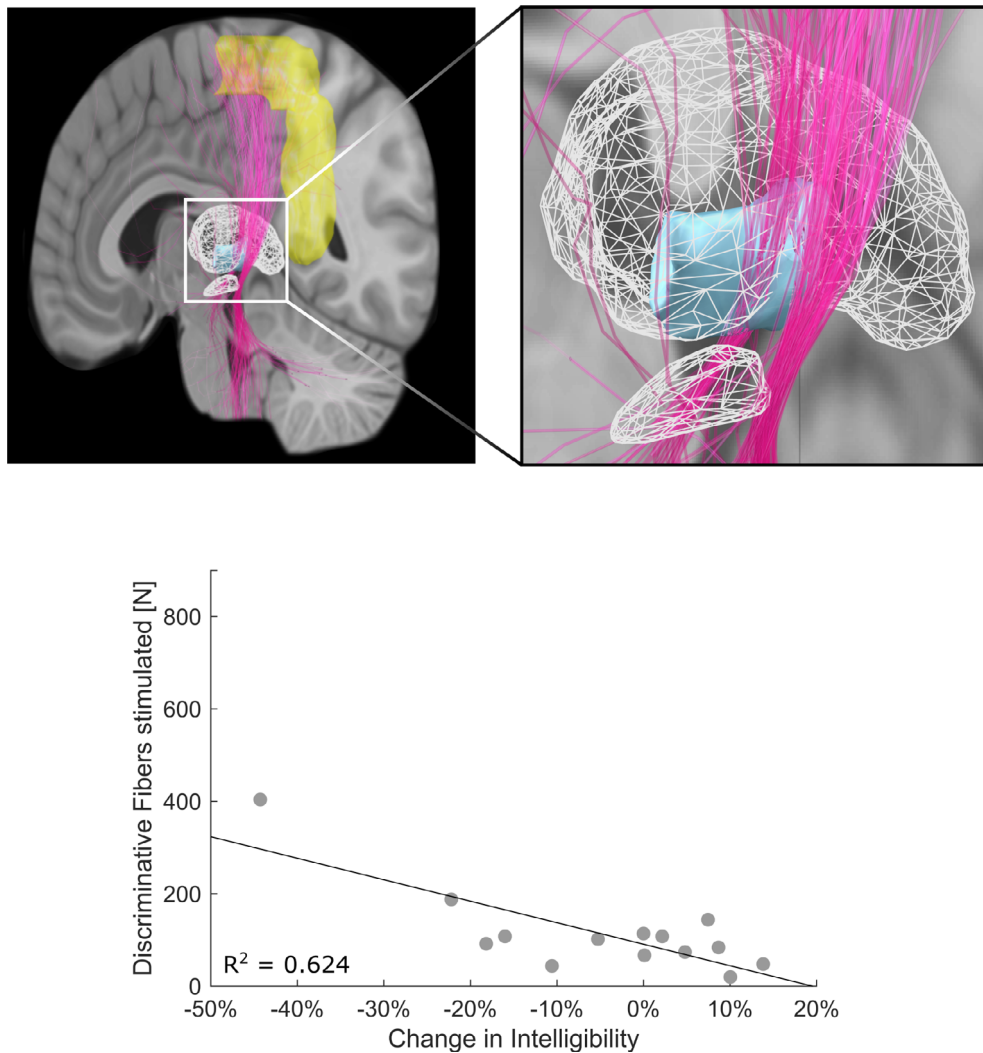 Discriminative Fibers stimulated [N]
800
600
400
200
0
R² = 0.624
-50% -40% -30% -20% -10% 0% 10% 20%
Change in Intelligibility